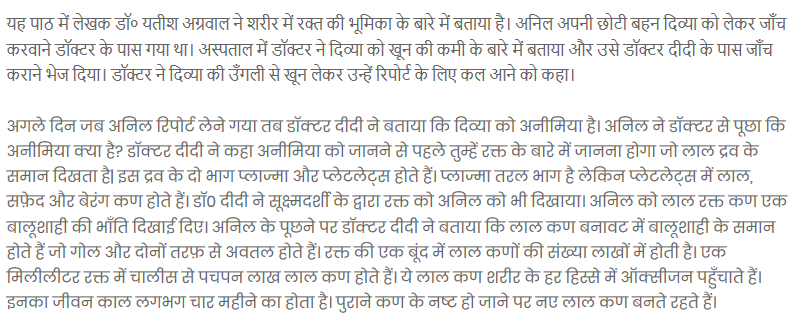 यह पाठ में लेखक डॉ० यतीश अग्रवाल ने शरीर में रक्त की भूमिका के बारे में बताया है। अनिल अपनी छोटी बहन दिव्या को लेकर जाँच
करवाने डॉक्टर के पास गया था। अस्पताल में डॉक्टर ने दिव्या को खून की कमी के बारे में बताया और उसे डॉक्टर दीदी के पास जाँच
कराने भेज दिया। डॉक्टर ने दिव्या की उँगली से खून लेकर उन्हें रिपोर्ट के लिए कल आने को कहा।
अगले दिन जब अनिल रिपोर्ट लेने गया तब डॉक्टर दीदी ने बताया कि दिव्या को अनीमिया है। अनिल ने डॉक्टर से पूछा कि
अनीमिया क्या है? डॉक्टर दीदी ने कहा अनीमिया को जानने से पहले तुम्हें रक्त के बारे में जानना होगा जो लाल द्रव के
समान दिखता है| इस द्रव के दो भाग प्लाज्मा और प्लेटलेट्स होते हैं। प्लाज्मा तरल भाग है लेकिन प्लेटलेट्स में लाल,
सफ़ेद और बेरंग कण होते हैं। डॉ0 दीदी ने सूक्ष्मदर्शी के द्वारा रक्त को अनिल को भी दिखाया। अनिल को लाल रक्त कण एक
बालूशाही की भाँति दिखाई दिए। अनिल के पूछने पर डॉक्टर दीदी ने बताया कि लाल कण बनावट में बालूशाही के समान
होते हैं जो गोल और दोनों तरफ़ से अवतल होते हैं। रक्त की एक बूंद में लाल कणों की संख्या लाखों में होती है। एक
मिलीलीटर रक्त में चालीस से पचपन लाख लाल कण होते हैं। ये लाल कण शरीर के हर हिस्से में ऑक्सीजन पहुँचाते हैं।
इनका जीवन काल लगभग चार महीने का होता है। पुराने कण के नष्ट हो जाने पर नए लाल कण बनते रहते हैं।